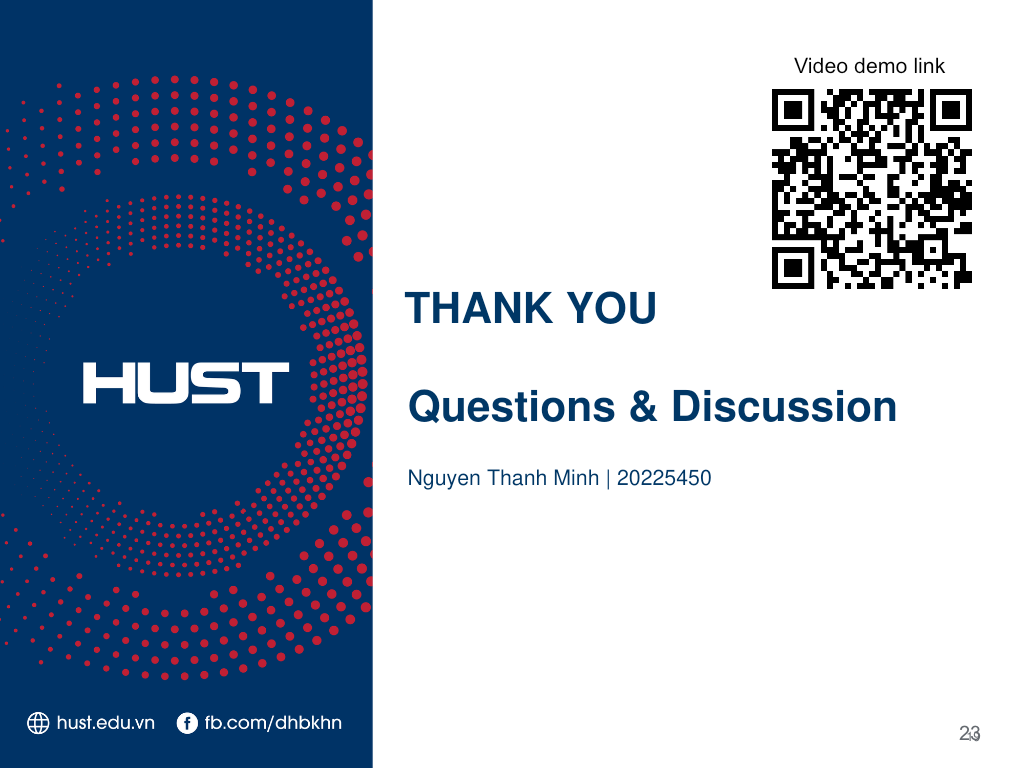 Video demo link
THANK YOU
HUST
Questions & Discussion
Nguyen Thanh Minh | 20225450
hust.edu.vn fb.com/dhbkhn
23